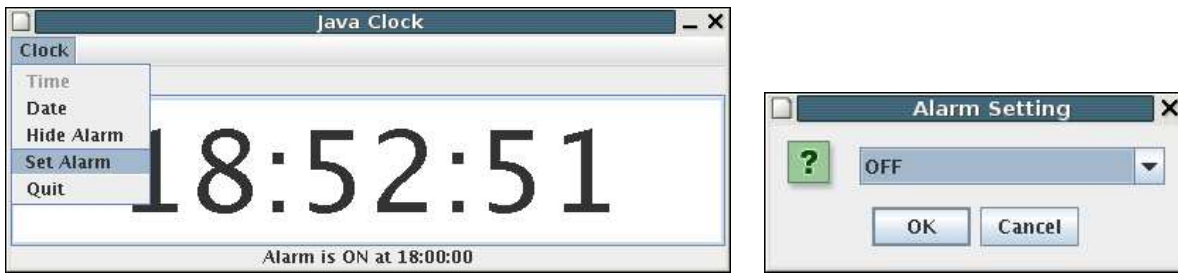 Java Clock
Clock
Time
Date
Hide Alarm
Set Alarm
Quit
18:52:51
Alarm is ON at 18:00:00
Alarm Setting
?
OFF
OK Cancel